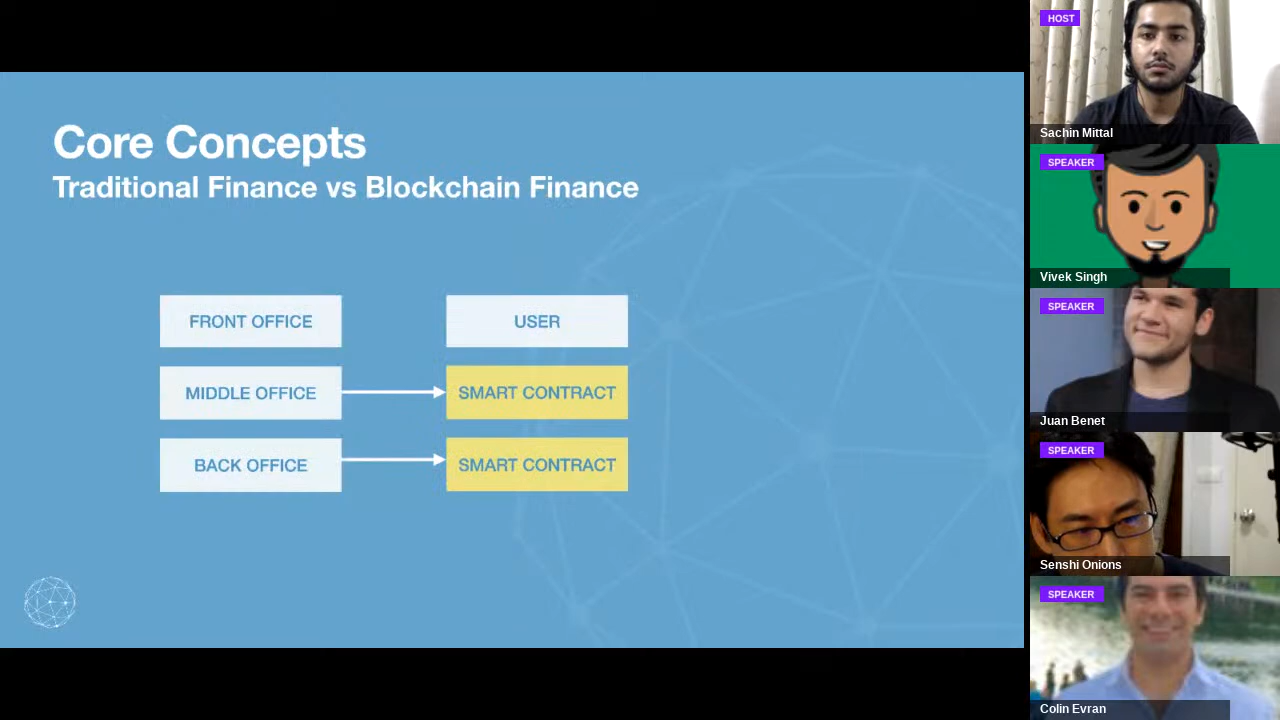 Core Concepts
Traditional Finance vs Blockchain Finance
FRONT OFFICE
USER
MIDDLE OFFICE
SMART CONTRACT
BACK OFFICE
SMART CONTRACT
HOST
Sachin Mittal
SPEAKER
Vivek Singh
SPEAKER
Juan Benet
SPEAKER
Senshi Onions
SPEAKER
Colin Evran